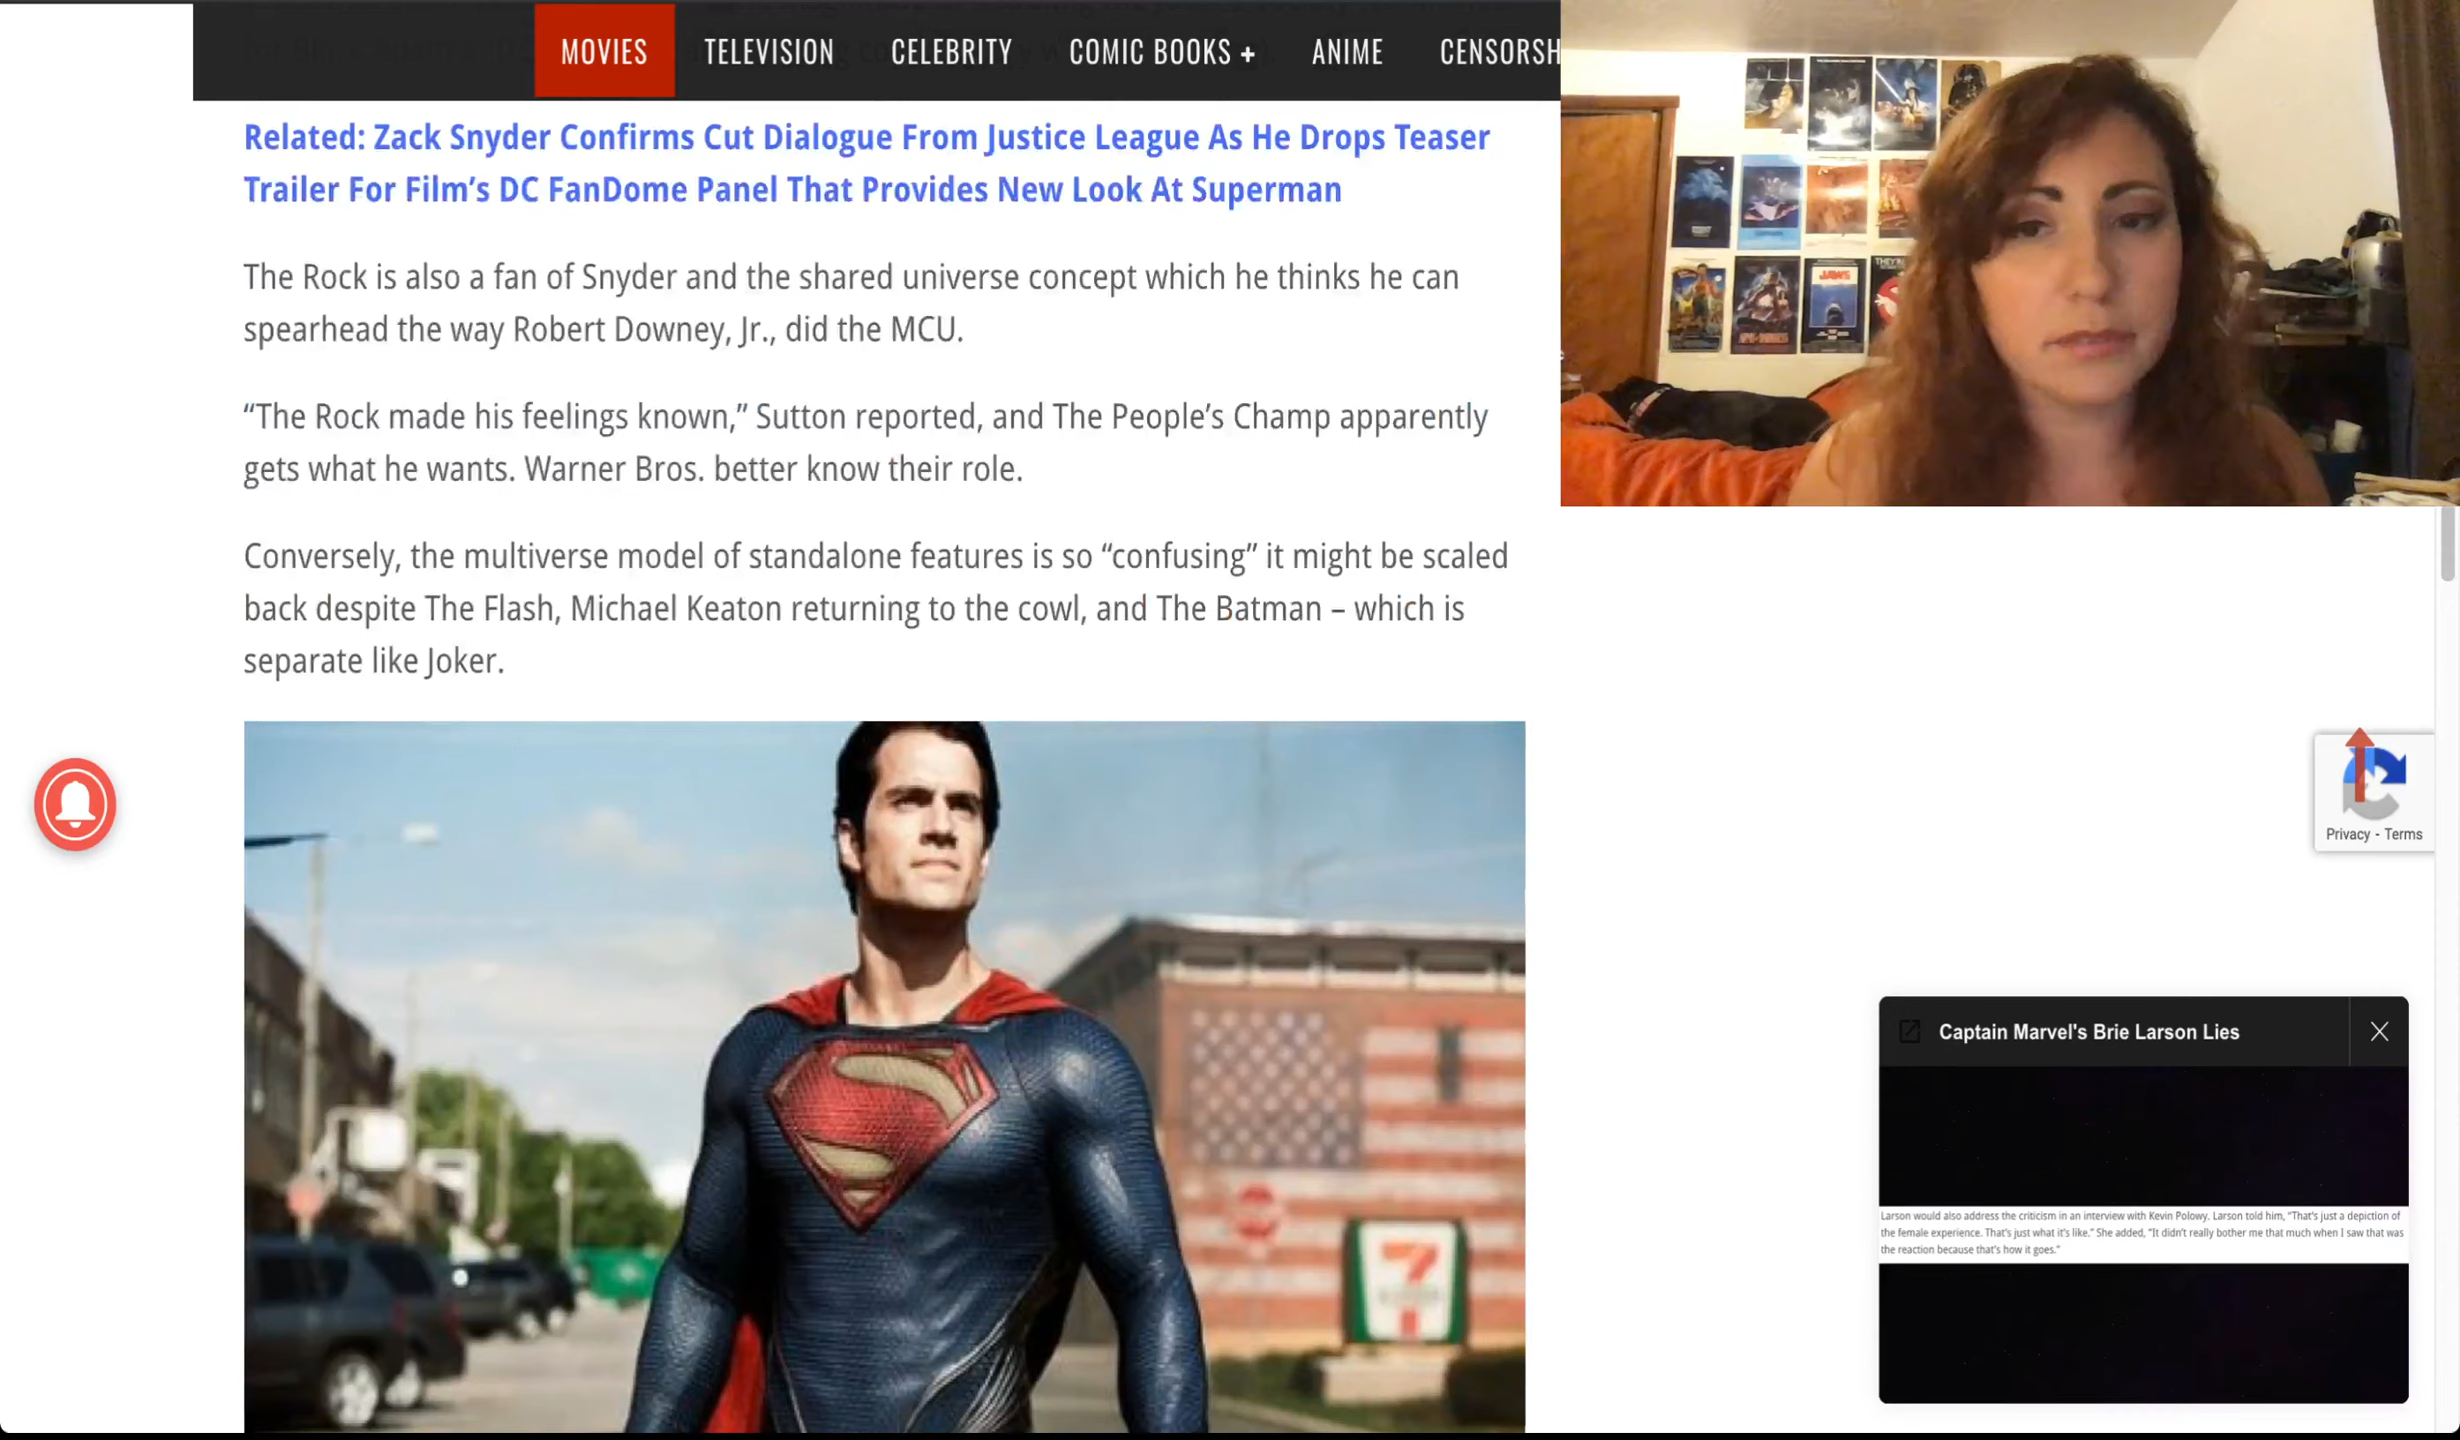 MOVIES TELEVISION CELEBRITY COMIC BOOKS + ANIME CENSORSH
Related: Zack Snyder Confirms Cut Dialogue From Justice League As He Drops Teaser
Trailer For Film’s DC FanDome Panel That Provides New Look At Superman
The Rock is also a fan of Snyder and the shared universe concept which he thinks he can
spearhead the way Robert Downey, Jr., did the MCU.
“The Rock made his feelings known,” Sutton reported, and The People’s Champ apparently
gets what he wants. Warner Bros. better know their role.
Conversely, the multiverse model of standalone features is so “confusing” it might be scaled
back despite The Flash, Michael Keaton returning to the cowl, and The Batman – which is
separate like Joker.
JAWS
7
Privacy - Terms
Captain Marvel's Brie Larson Lies
Larson would also address the criticism in an interview with Kevin Polowy. Larson told him, “That’s just a depiction of
the female experience. That’s just what it’s like.” She added, “It didn’t really bother me that much when I saw that was
the reaction because that’s how it goes.”